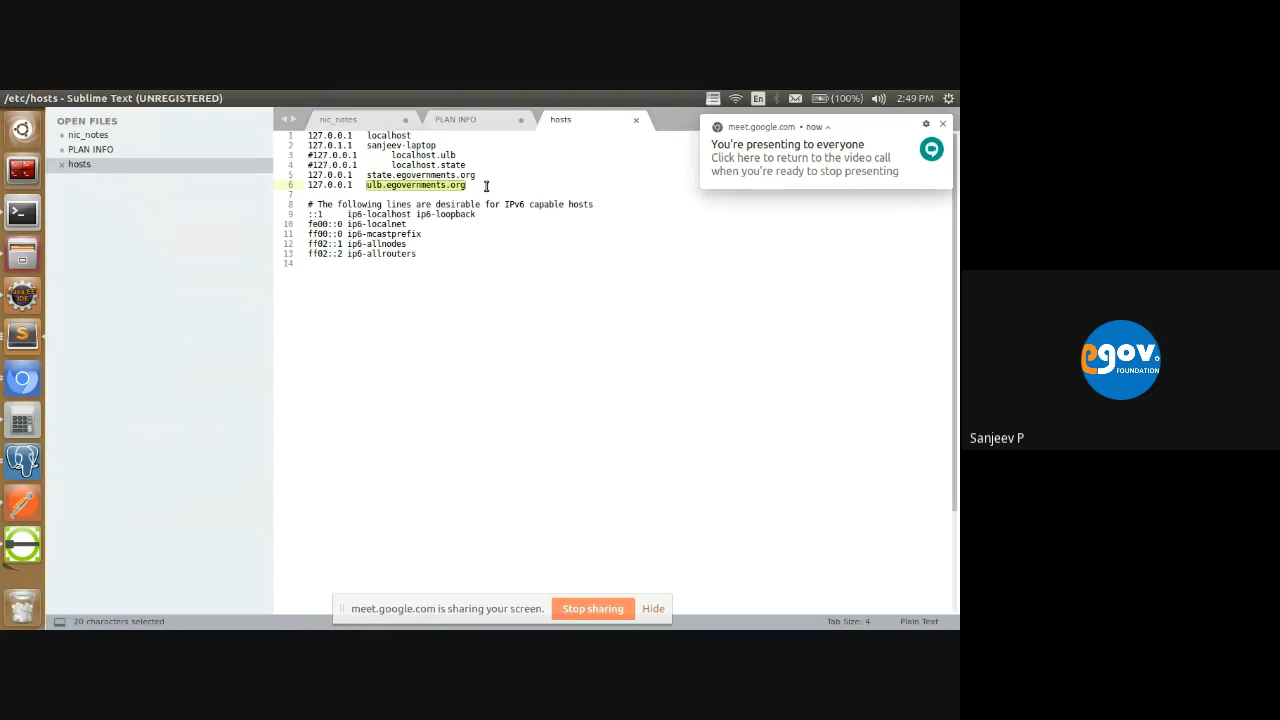 /etc/hosts - Sublime Text (UNREGISTERED)
En
(100%)
2:49 PM
OPEN FILES
nic_notes
PLAN INFO
hosts
nic_notes
PLAN INFO
hosts
1 127.0.0.1 localhost
2 127.0.1.1 sanjeev-laptop
3 #127.0.0.1 localhost.ulb
4 #127.0.0.1 localhost.state
5 127.0.0.1 state.egovernments.org
6 127.0.0.1 ulb.egovernments.org
7
8 # The following lines are desirable for IPv6 capable hosts
9 ::1 ip6-localhost ip6-loopback
10 fe00::0 ip6-localnet
11 ff00::0 ip6-mcastprefix
12 ff02::1 ip6-allnodes
13 ff02::2 ip6-allrouters
14
meet.google.com • now
You're presenting to everyone
Click here to return to the video call
when you're ready to stop presenting
Java EE
IDE
S
meet.google.com is sharing your screen.
Stop sharing
Hide
20 characters selected
Tab Size: 4
Plain Text
egov.
FOUNDATION
Sanjeev P